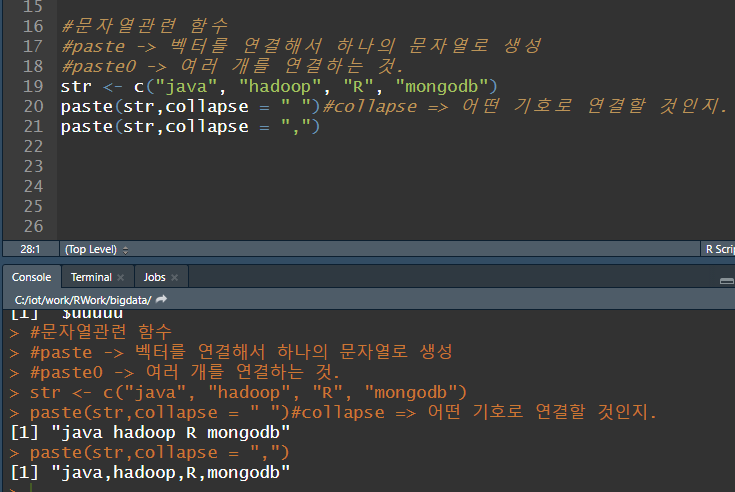 15
16 #문자열관련 함수
17 #paste -> 벡터를 연결해서 하나의 문자열로 생성
18 #paste0 -> 여러 개를 연결하는 것.
19 str <- c("java", "hadoop", "R", "mongodb")
20 paste(str,collapse = " ")#collapse => 어떤 기호로 연결할 것인지.
21 paste(str,collapse = ",")
22
23
24
25
26
28:1 (Top Level) R Scrip
Console Terminal Jobs
C:/iot/work/RWork/bigdata/
[1] "$uuuuu"
> #문자열관련 함수
> #paste -> 벡터를 연결해서 하나의 문자열로 생성
> #paste0 -> 여러 개를 연결하는 것.
> str <- c("java", "hadoop", "R", "mongodb")
> paste(str,collapse = " ")#collapse => 어떤 기호로 연결할 것인지.
[1] "java hadoop R mongodb"
> paste(str,collapse = ",")
[1] "java,hadoop,R,mongodb"
>